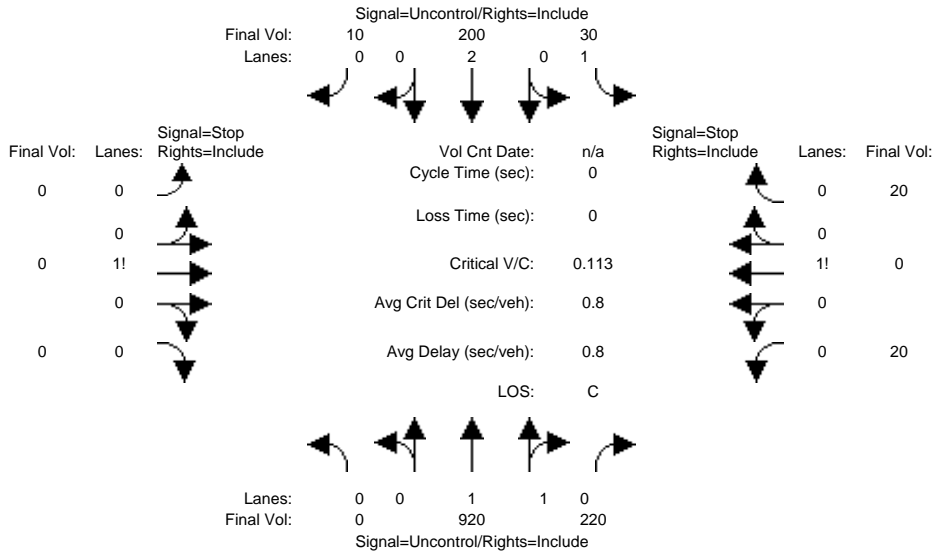 Signal=Uncontrol/Rights=Include
Final Vol: 10 200 30
Lanes: 0 0 2 0 1
Signal=Stop
Final Vol: Lanes: Rights=Include
Vol Cnt Date: n/a
Signal=Stop
Rights=Include Lanes: Final Vol:
Cycle Time (sec): 0
0 0
0 20
Loss Time (sec): 0
0
0
0 1!
Critical V/C: 0.113
1! 0
0
Avg Crit Del (sec/veh): 0.8
0
0 0
Avg Delay (sec/veh): 0.8
0 20
LOS: C
Lanes: 0 0 1 1 0
Final Vol: 0 920 220
Signal=Uncontrol/Rights=Include